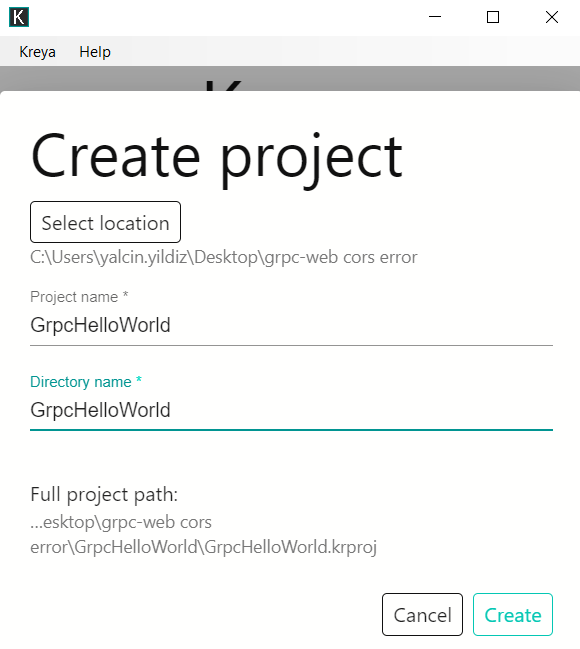 K
Kreya Help
Create project
Select location
C:\Users\yalcin.yildiz\Desktop\grpc-web cors error
Project name *
GrpcHelloWorld
Directory name *
GrpcHelloWorld
Full project path:
...esktop\grpc-web cors
error\GrpcHelloWorld\GrpcHelloWorld.krproj
Cancel Create